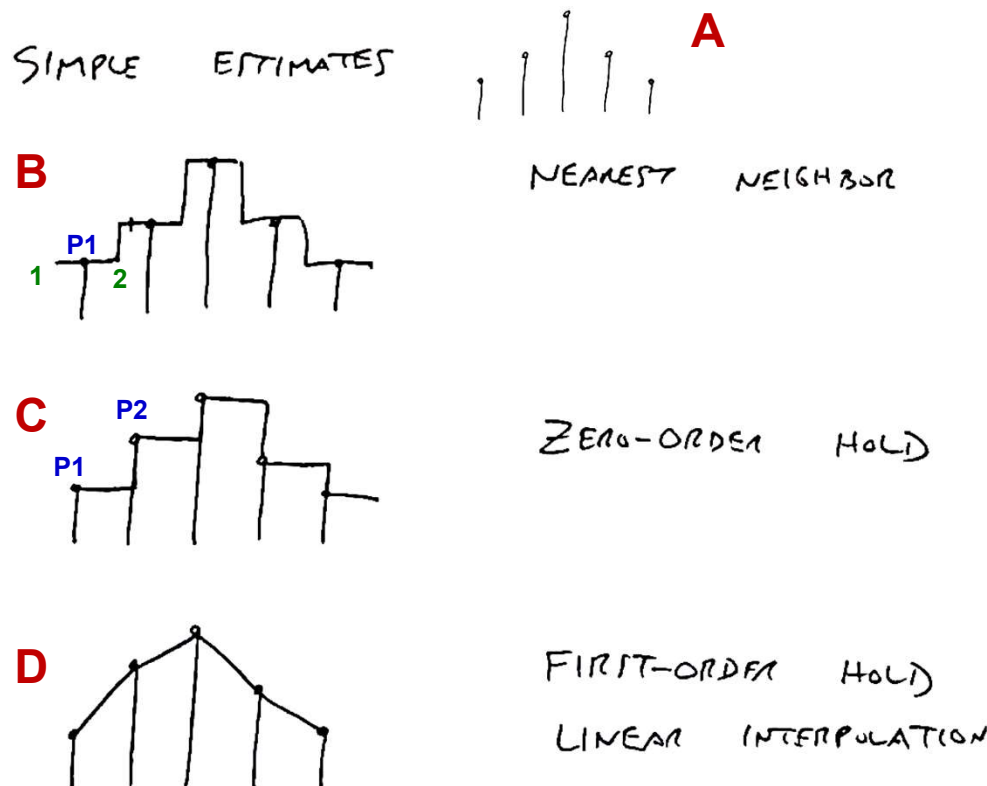 A
SIMPLE ESTIMATES
B
NEAREST NEIGHBOR
P1
1
2
C
P2
ZERO-ORDER HOLD
P1
D
FIRST-ORDER HOLD
LINEAR INTERPOLATION